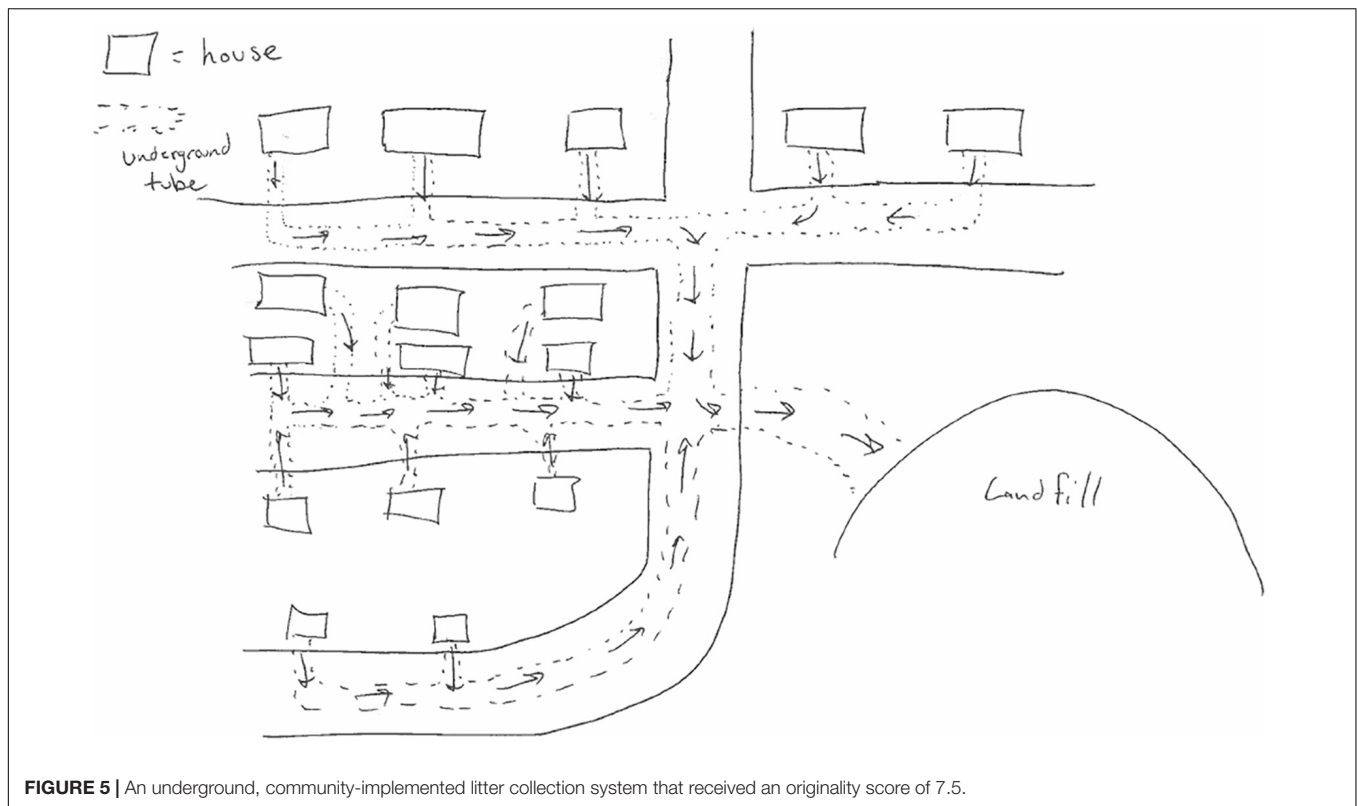 = house
underground
tube
Landfill
FIGURE 5 | An underground, community-implemented litter collection system that received an originality score of 7.5.